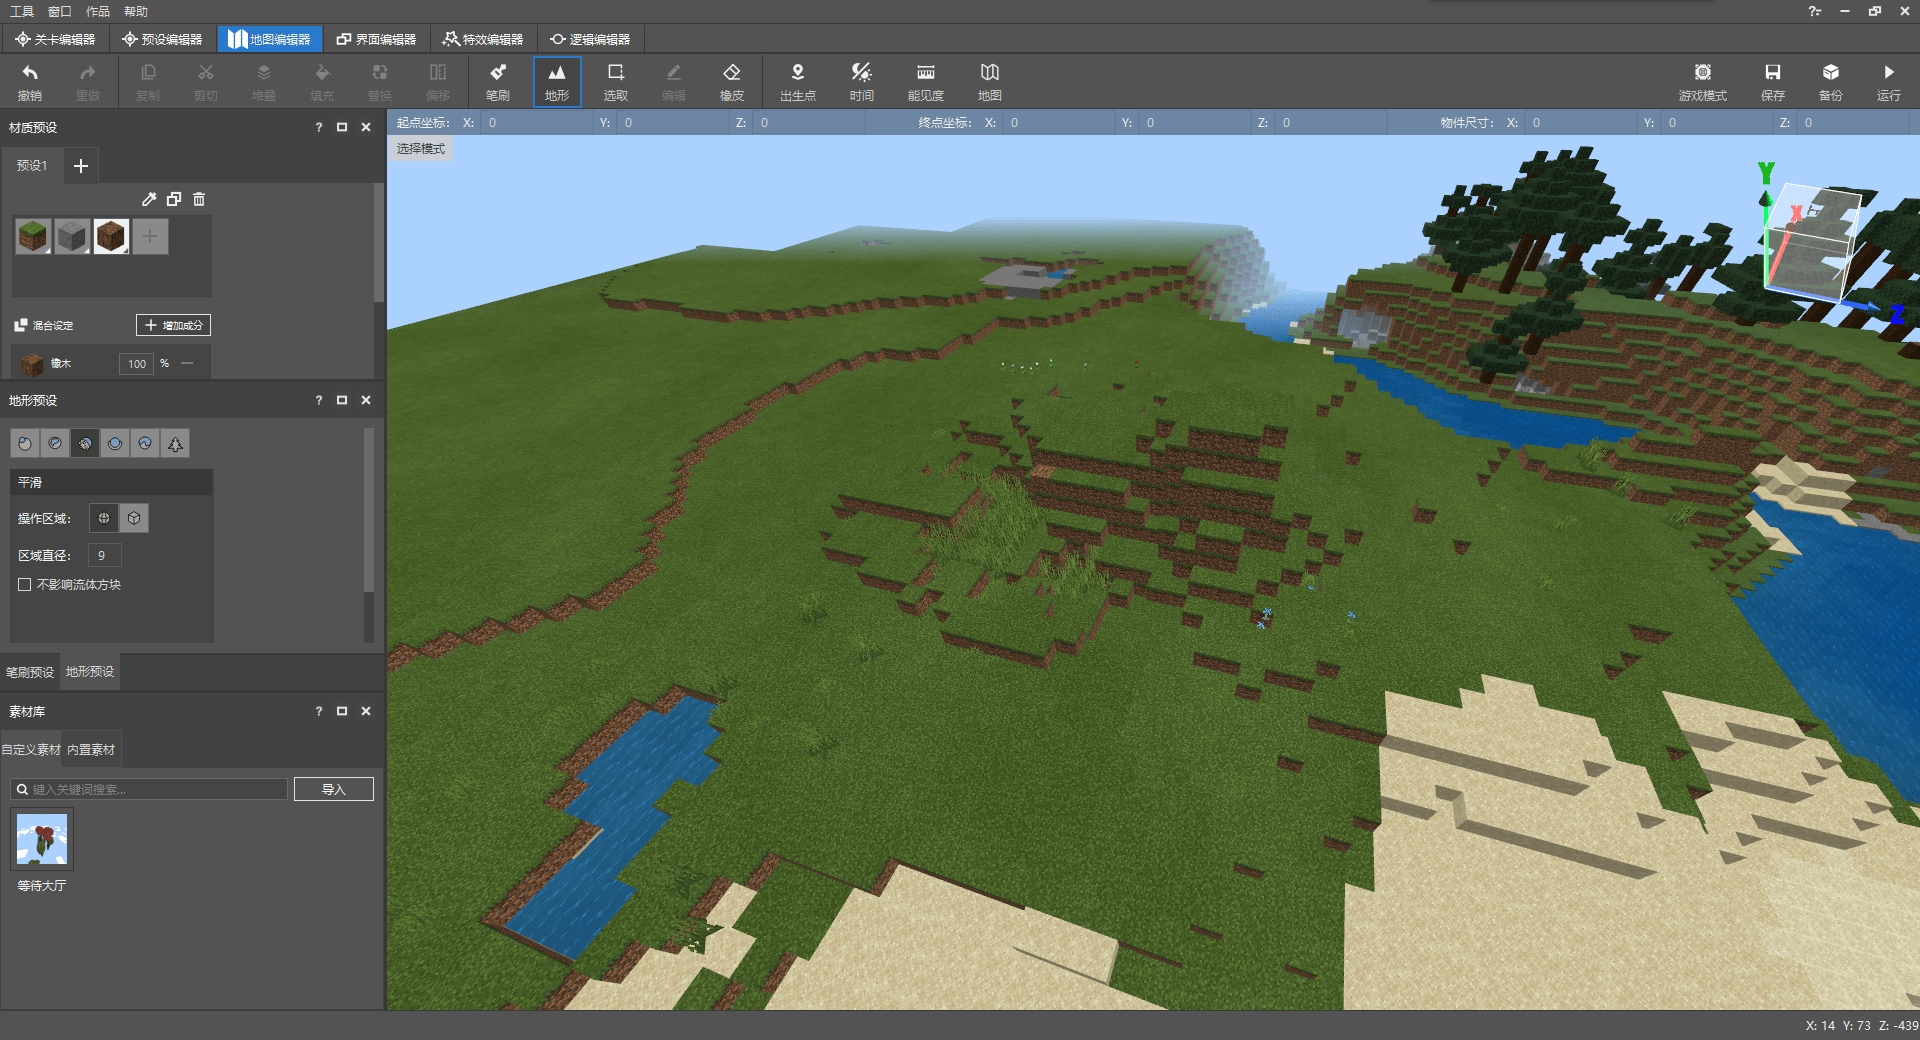 工具 窗口 作品 帮助
关卡编辑器 预设编辑器 地图编辑器 界面编辑器 特效编辑器 逻辑编辑器
撤销 重做 复制 剪切 堆叠 填充 替换 偏移 笔刷 地形 选取 编辑 橡皮 出生点 时间 能见度 地图 游戏模式 保存 备份 运行
起点坐标: X: 0 Y: 0 Z: 0 终点坐标: X: 0 Y: 0 Z: 0 物件尺寸: X: 0 Y: 0 Z: 0
选择模式
材质预设
预设1
混合设定 增加成分
橡木 100 %
地形预设
平滑
操作区域:
区域直径: 9
不影响流体方块
笔刷预设 地形预设
素材库
自定义素材 内置素材
键入关键词搜索... 导入
等待大厅
Y
X
Z
X: 14 Y: 73 Z: -439